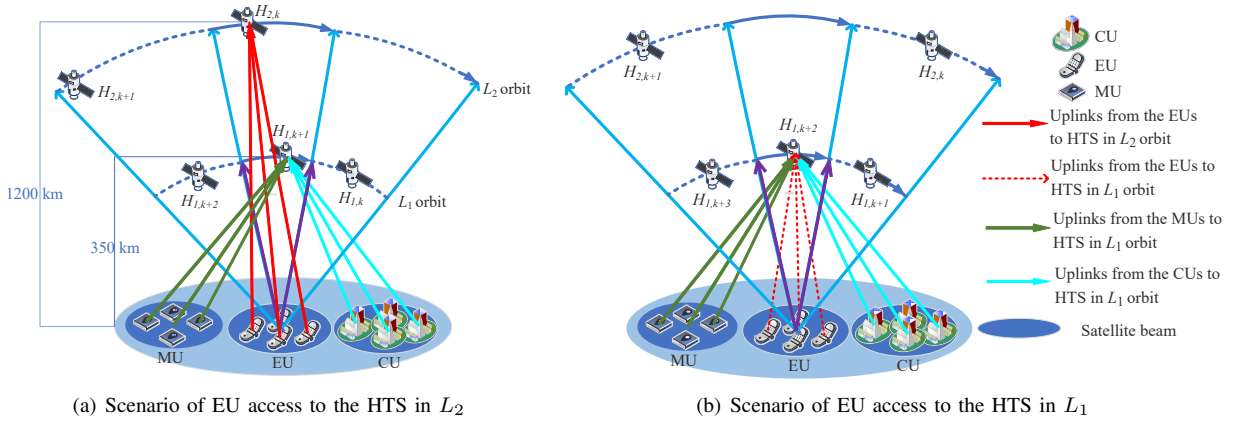 H2,k
H2,k+1
L2 orbit
H1,k+1
H1,k+2
H1,k
L1 orbit
1200 km
350 km
MU
EU
CU
(a) Scenario of EU access to the HTS in L2
H2,k+1
H2,k
H1,k+2
H1,k+3
H1,k+1
MU
EU
CU
(b) Scenario of EU access to the HTS in L1
CU
EU
MU
Uplinks from the EUs
to HTS in L2 orbit
Uplinks from the EUs to
HTS in L1 orbit
Uplinks from the MUs to
HTS in L1 orbit
Uplinks from the CUs to
HTS in L1 orbit
Satellite beam